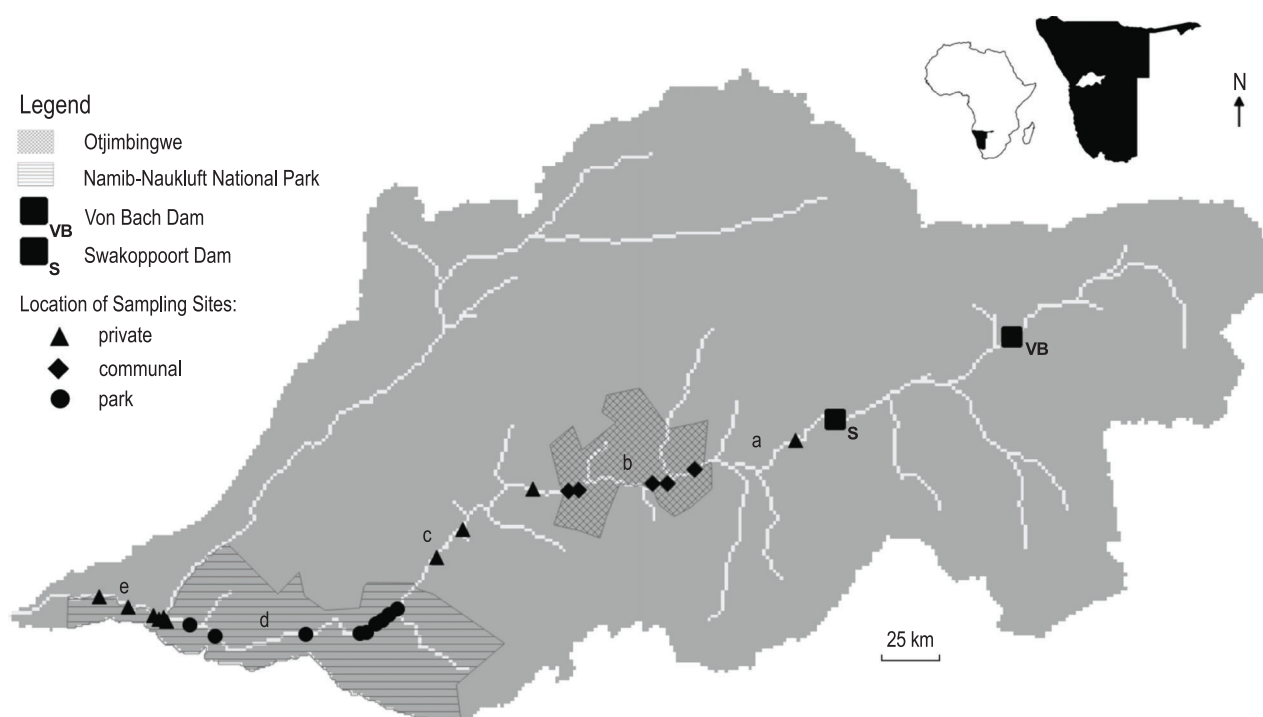 N
Legend
Otjimbingwe
Namib-Naukluft National Park
VB
Von Bach Dam
S
Swakoppoort Dam
Location of Sampling Sites:
private
communal
park
VB
S
a
b
c
d
e
25 km